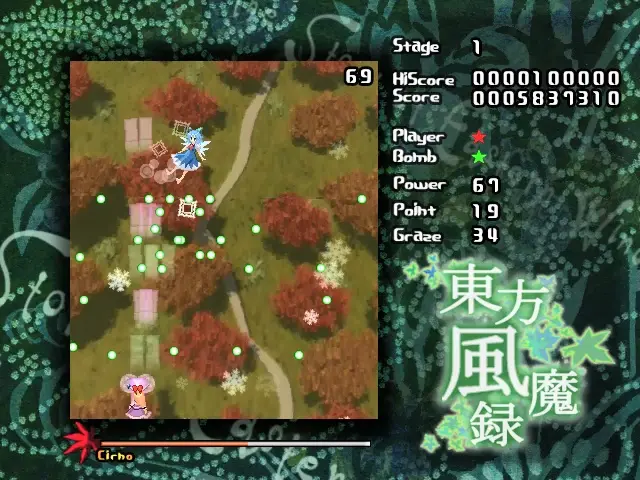 69
Stage 1
HiScore 0000100000
Score 0005837310
Player ★
Bomb ★
Power 67
Point 19
Graze 34
東方
風魔
録
Cirno